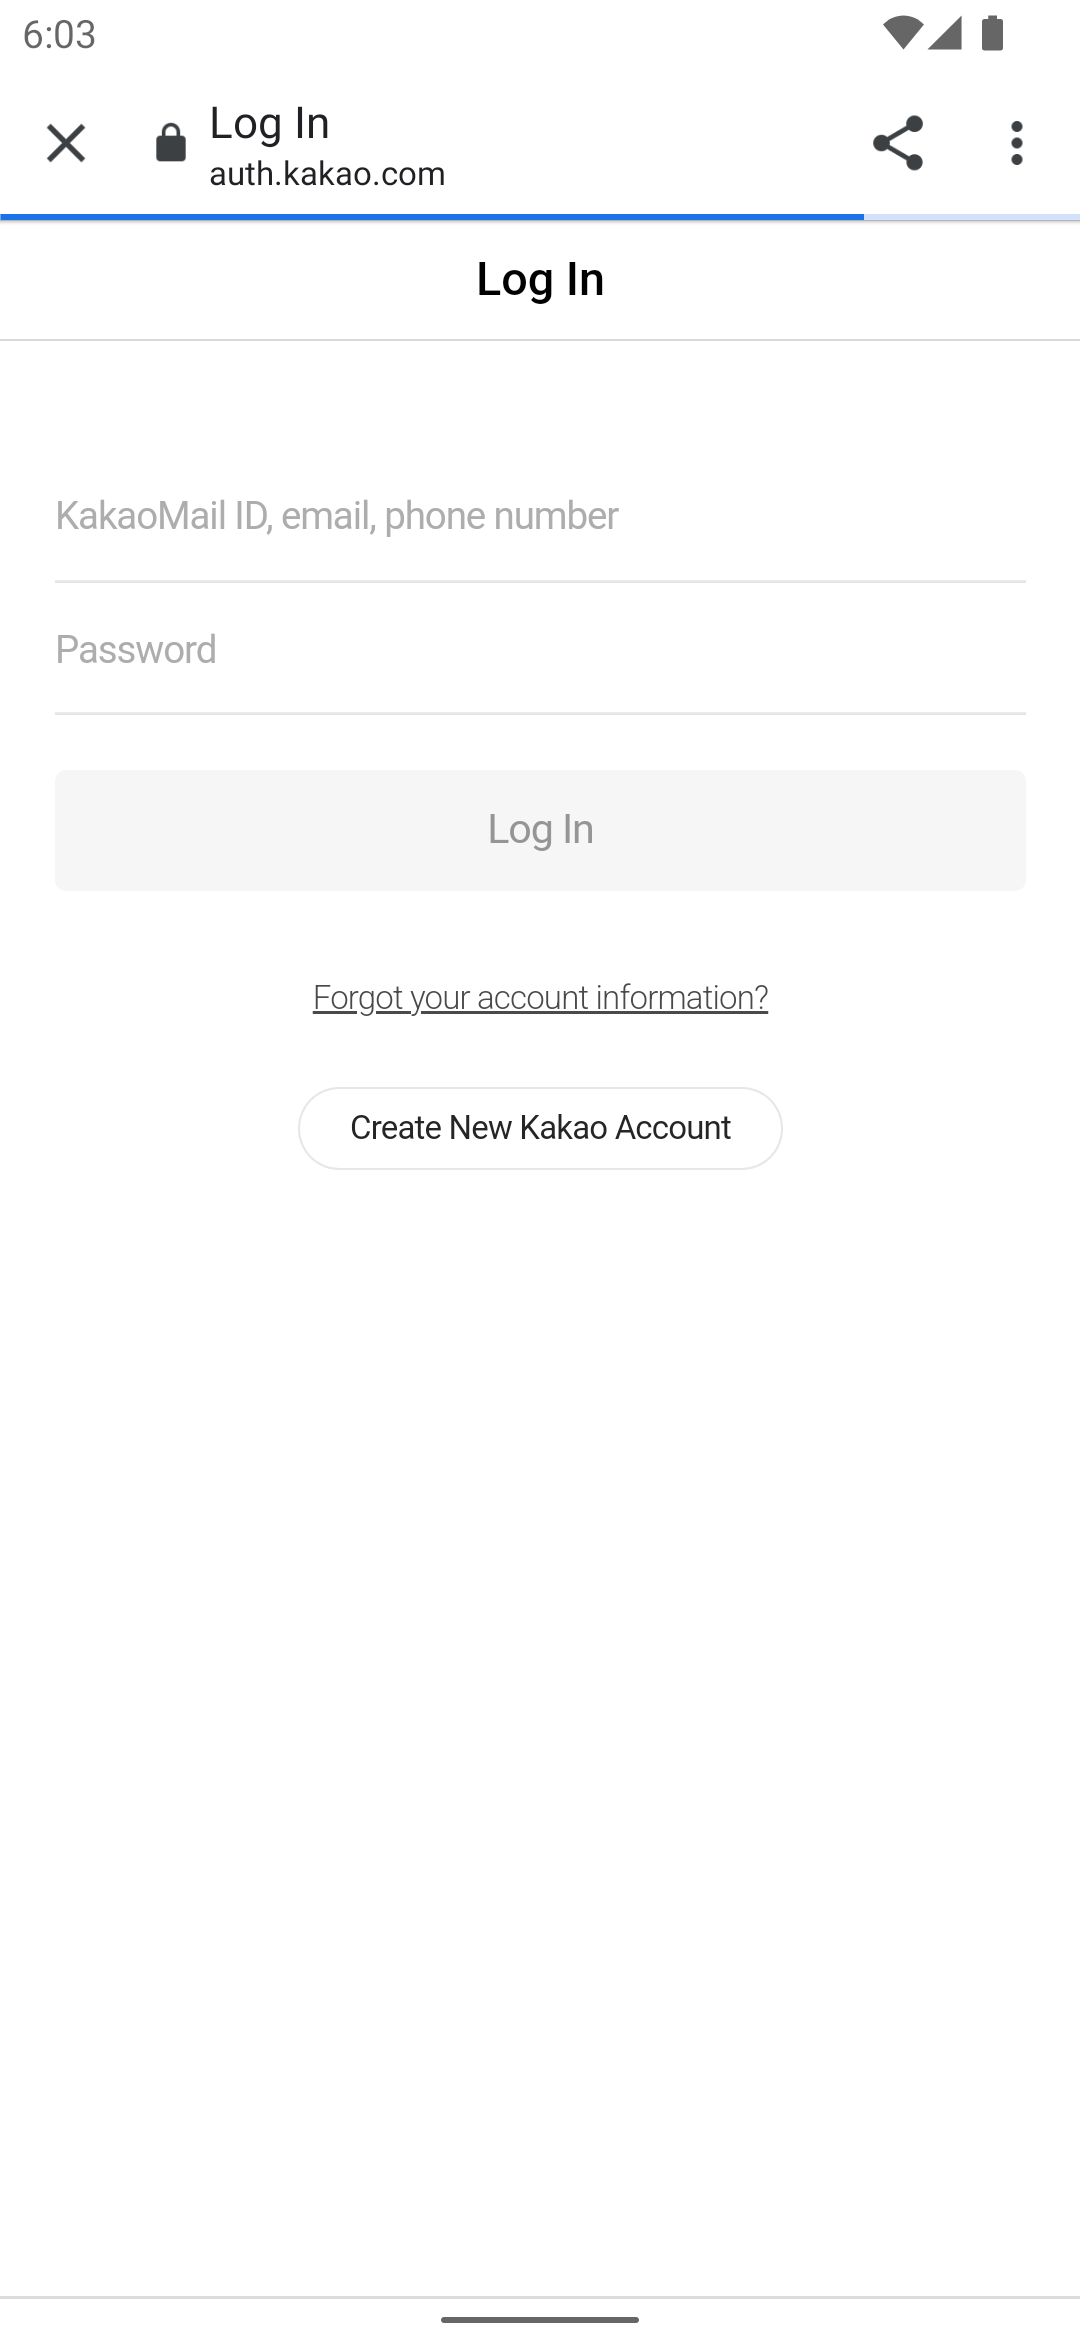 6:03
Log In
auth.kakao.com
Log In
KakaoMail ID, email, phone number
Password
Log In
Forgot your account information?
Create New Kakao Account